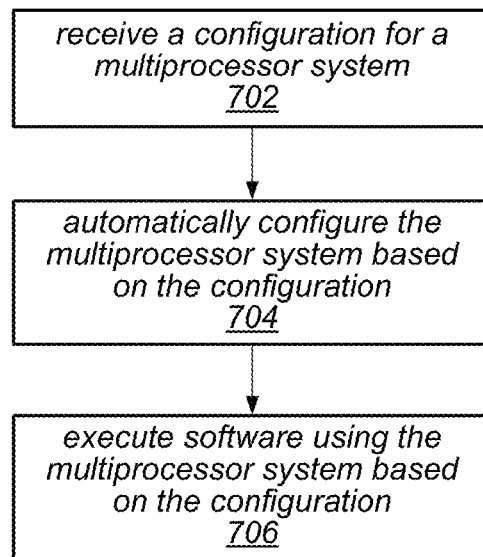 receive a configuration for a
multiprocessor system
702
automatically configure the
multiprocessor system based
on the configuration
704
execute software using the
multiprocessor system based
on the configuration
706